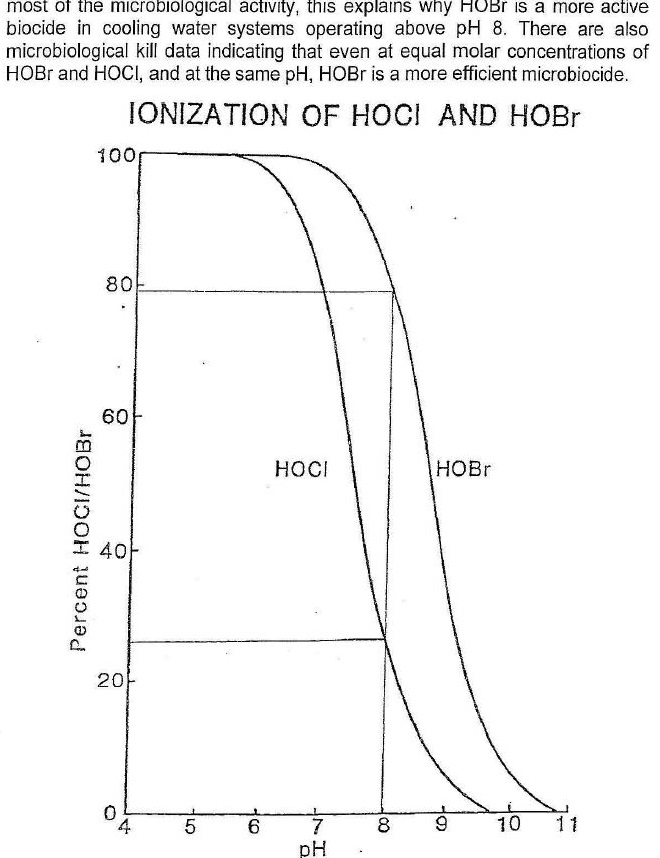 most of the microbiological activity, this explains why HOBr is a more active
biocide in cooling water systems operating above pH 8. There are also
microbiological kill data indicating that even at equal molar concentrations of
HOBr and HOCl, and at the same pH, HOBr is a more efficient microbiocide.
IONIZATION OF HOCl AND HOBr
100
80
60
40
20
0
Percent HOCl/HOBr
HOCl
HOBr
4 5 6 7 8 9 10 11
pH